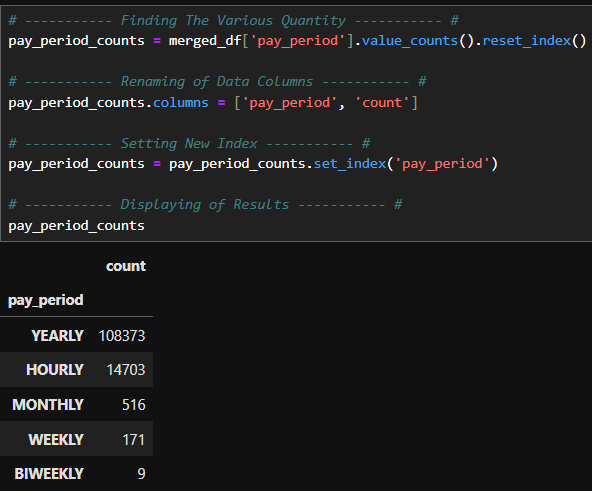 # ----------- Finding The Various Quantity ----------- #
pay_period_counts = merged_df['pay_period'].value_counts().reset_index()
# ----------- Renaming of Data Columns ----------- #
pay_period_counts.columns = ['pay_period', 'count']
# ----------- Setting New Index ----------- #
pay_period_counts = pay_period_counts.set_index('pay_period')
# ----------- Displaying of Results ----------- #
pay_period_counts
count
pay_period
YEARLY 108373
HOURLY 14703
MONTHLY 516
WEEKLY 171
BIWEEKLY 9